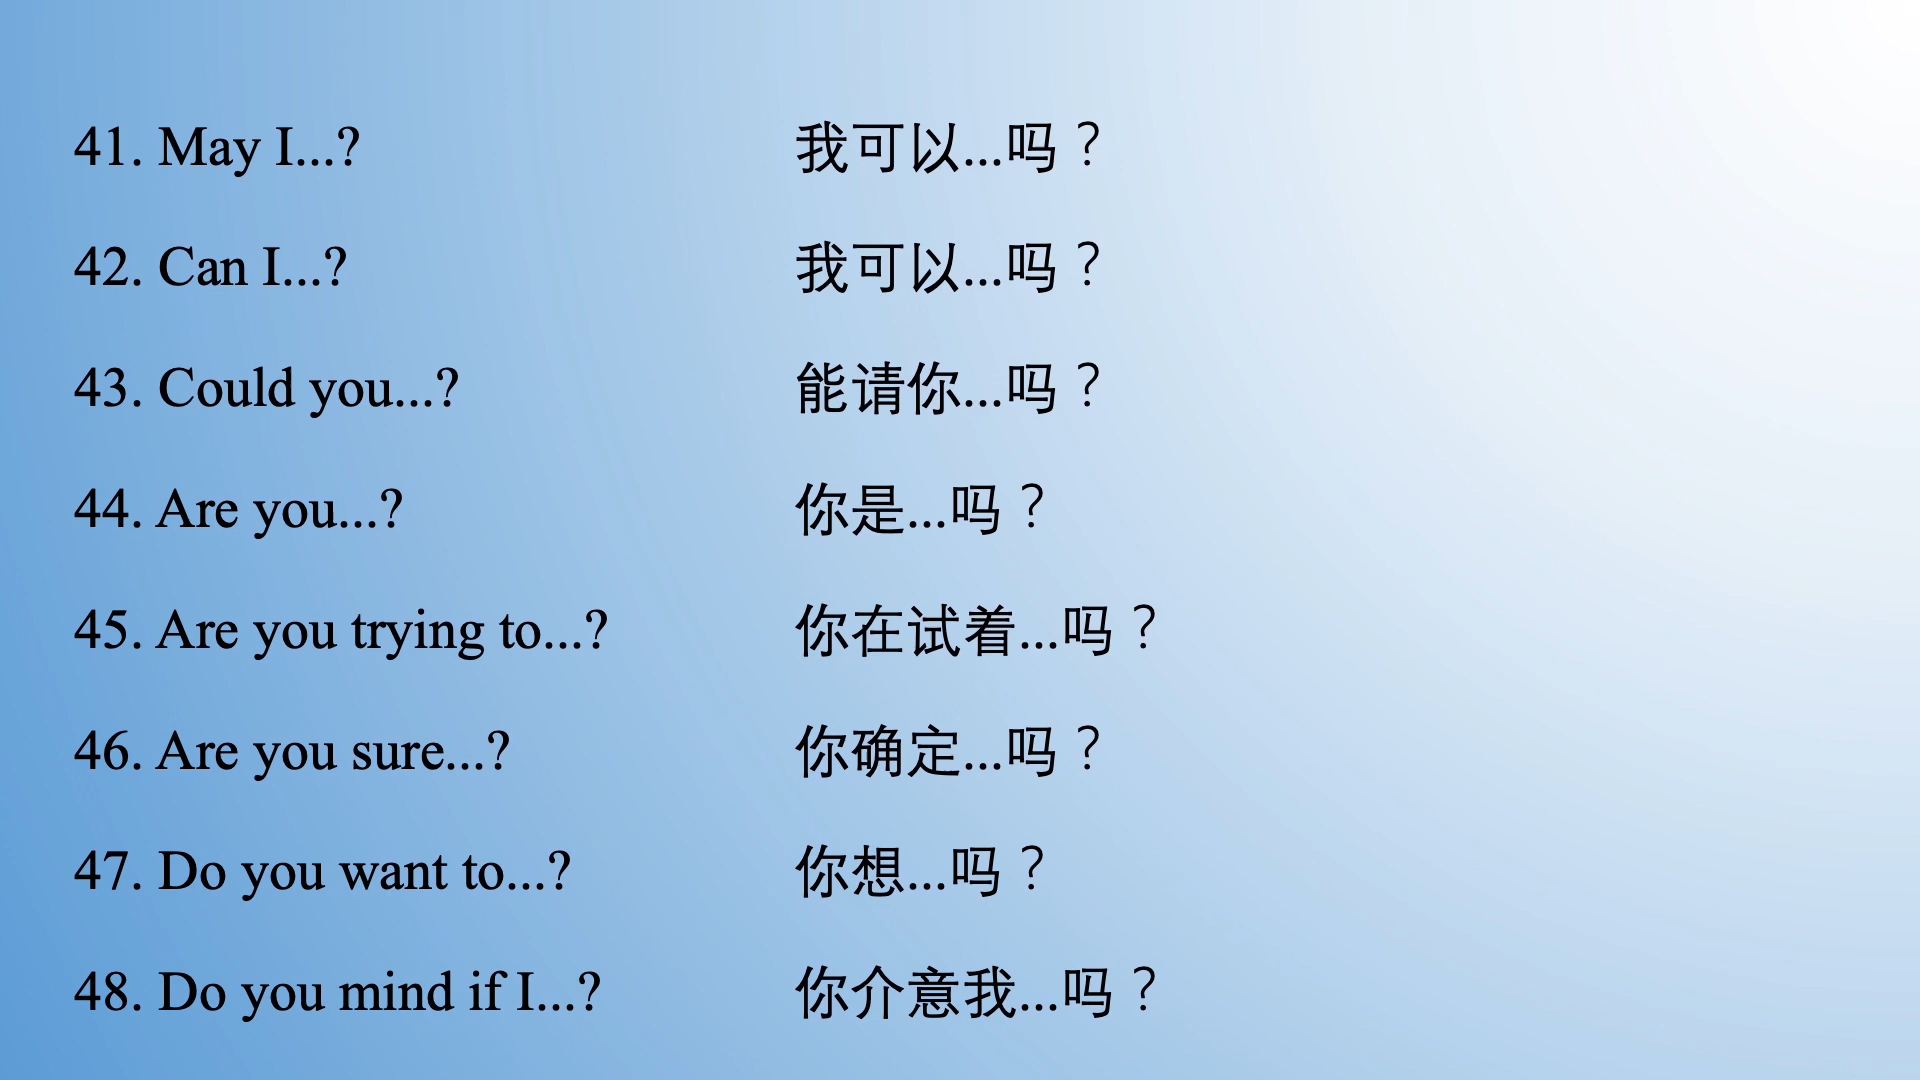 41. May I...? 我可以...吗？
42. Can I...? 我可以...吗？
43. Could you...? 能请你...吗？
44. Are you...? 你是...吗？
45. Are you trying to...? 你在试着...吗？
46. Are you sure...? 你确定...吗？
47. Do you want to...? 你想...吗？
48. Do you mind if I...? 你介意我...吗？